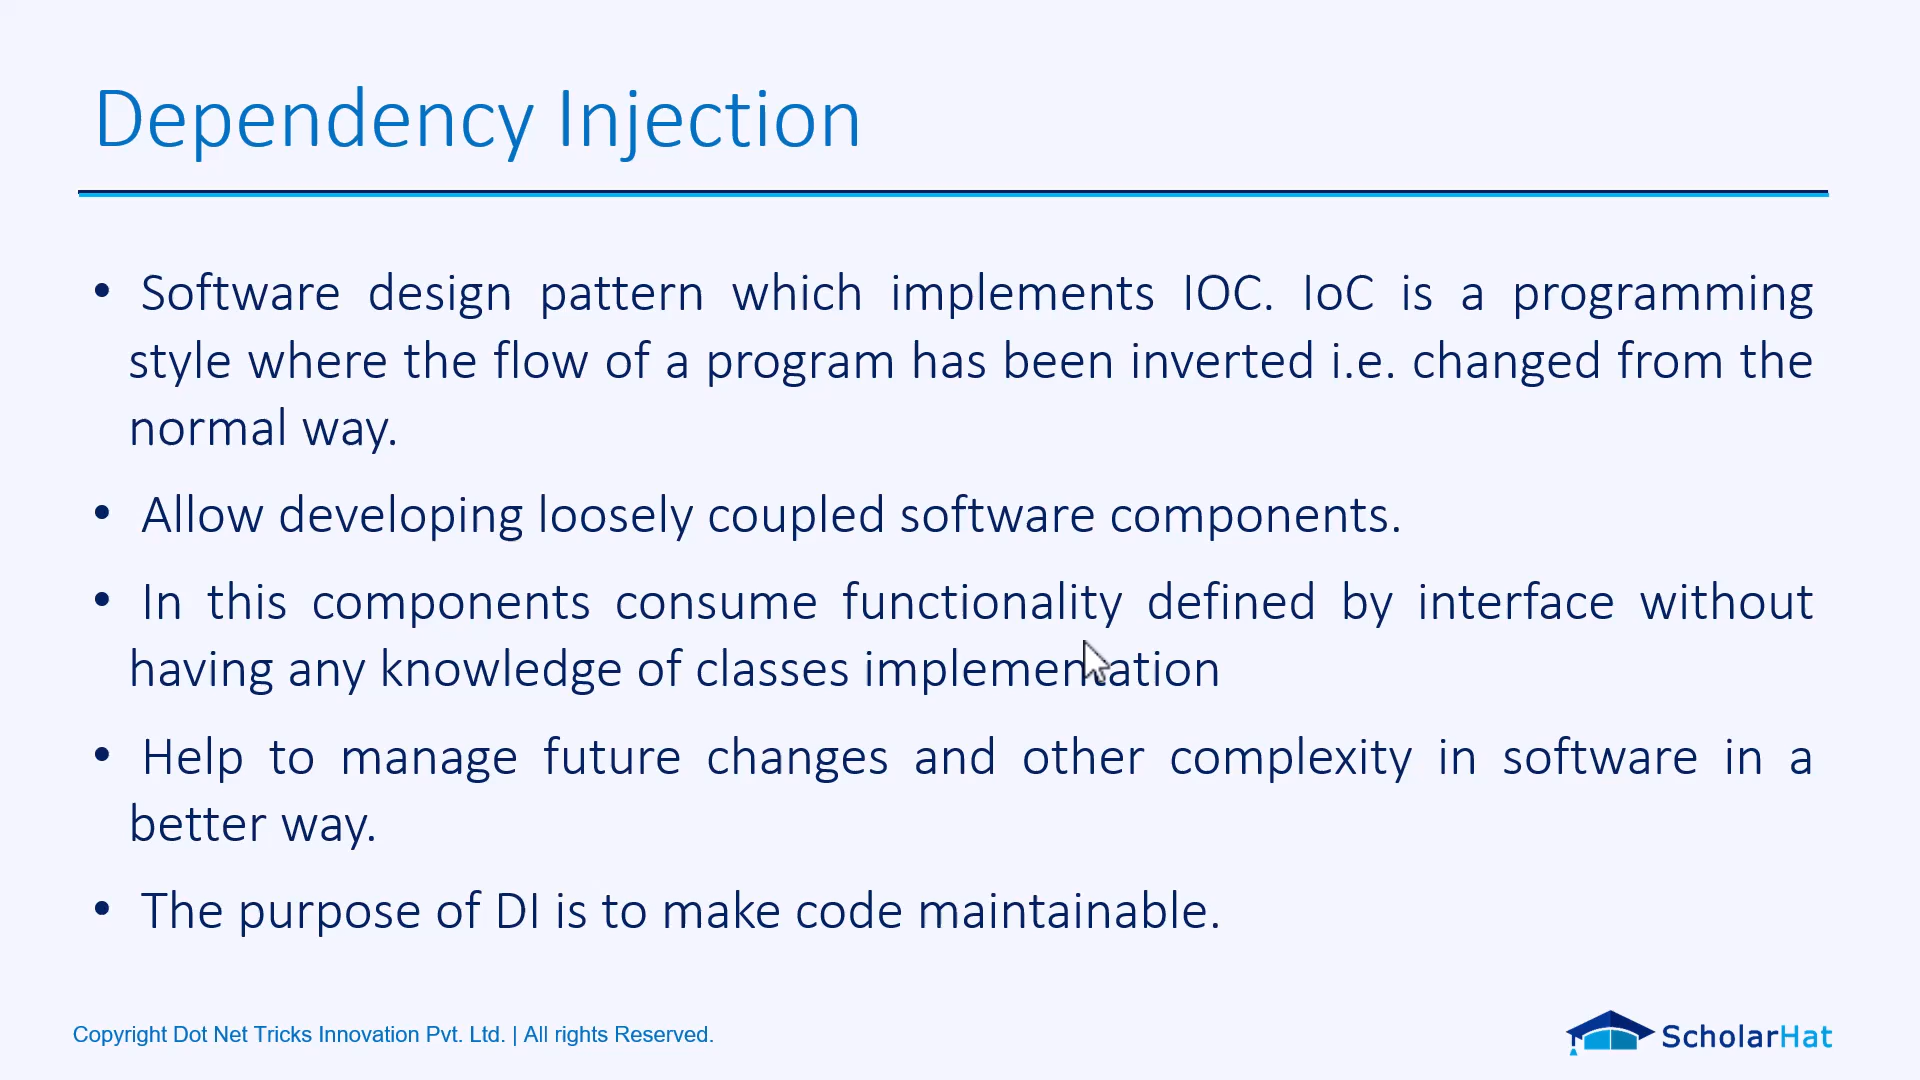 Dependency Injection
• Software design pattern which implements IOC. IoC is a programming
style where the flow of a program has been inverted i.e. changed from the
normal way.
• Allow developing loosely coupled software components.
• In this components consume functionality defined by interface without
having any knowledge of classes implementation
• Help to manage future changes and other complexity in software in a
better way.
• The purpose of DI is to make code maintainable.
Copyright Dot Net Tricks Innovation Pvt. Ltd. | All rights Reserved.
ScholarHat